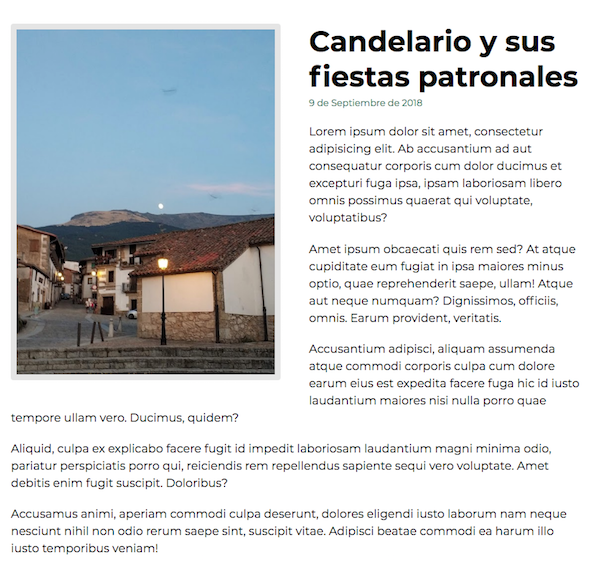 Candelario y sus
fiestas patronales
9 de Septiembre de 2018
Lorem ipsum dolor sit amet, consectetur
adipisicing elit. Ab accusantium ad aut
consequatur corporis cum dolor ducimus et
excepturi fuga ipsa, ipsam laboriosam libero
omnis possimus quaerat qui voluptate,
voluptatibus?
Amet ipsum obcaecati quis rem sed? At atque
cupiditate eum fugiat in ipsa maiores minus
optio, quae reprehenderit saepe, ullam! Atque
aut neque numquam? Dignissimos, officiis,
omnis. Earum provident, veritatis.
Accusantium adipisci, aliquam assumenda
atque commodi corporis culpa cum dolore
earum eius est expedita facere fuga hic id iusto
laudantium maiores nisi nulla porro quae
tempore ullam vero. Ducimus, quidem?
Aliquid, culpa ex explicabo facere fugit id impedit laboriosam laudantium magni minima odio,
pariatur perspiciatis porro qui, reiciendis rem repellendus sapiente sequi vero voluptate. Amet
debitis enim fugit suscipit. Doloribus?
Accusamus animi, aperiam commodi culpa deserunt, dolores eligendi iusto laborum nam neque
nesciunt nihil non odio rerum saepe sint, suscipit vitae. Adipisci beatae commodi ea harum illo
iusto temporibus veniam!